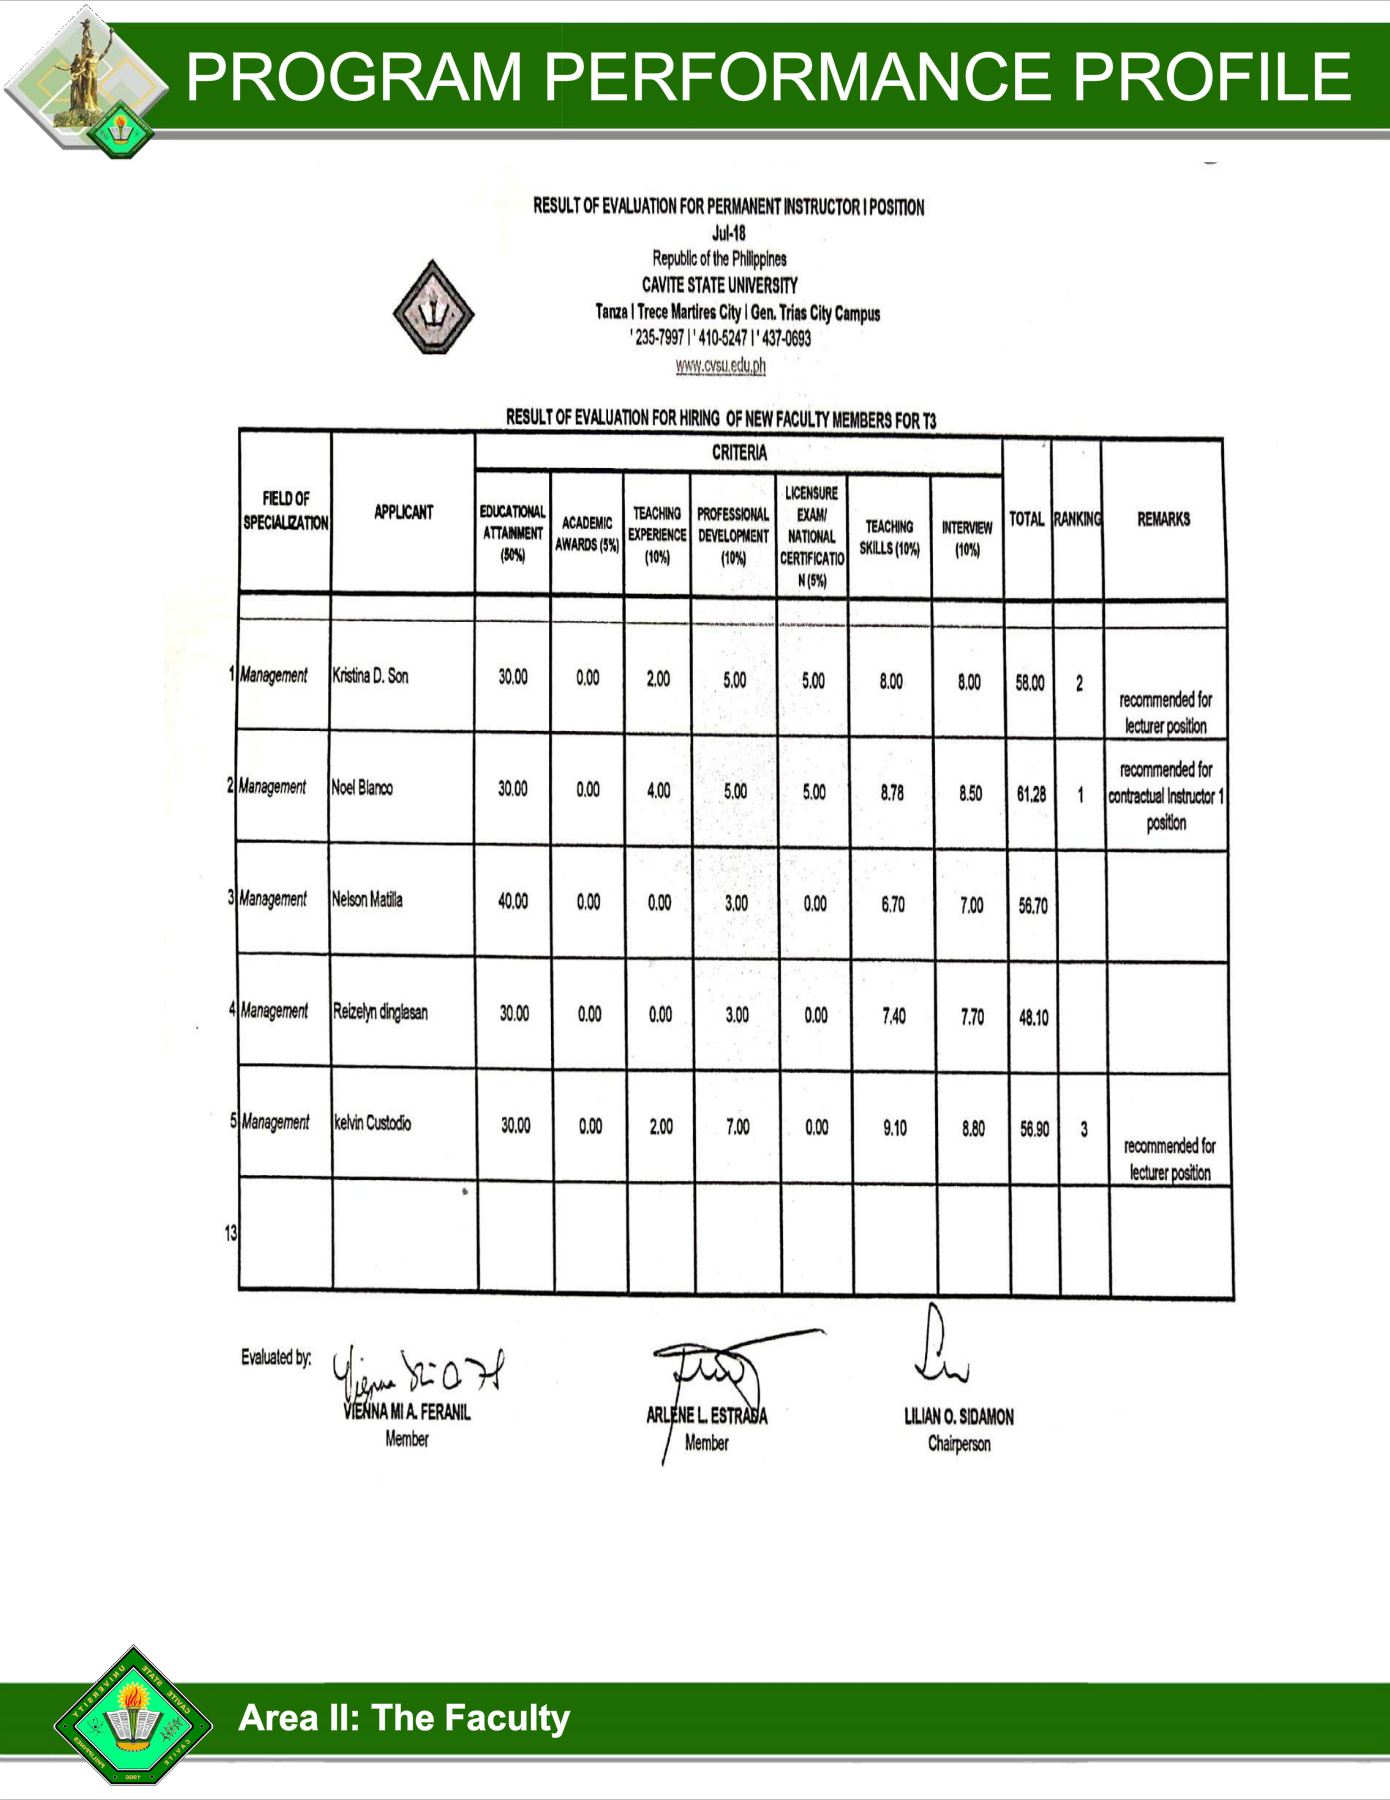 PROGRAM PERFORMANCE PROFILE
RESULT OF EVALUATION FOR PERMANENT INSTRUCTOR I POSITION
Jul-18
Republic of the Philippines
CAVITE STATE UNIVERSITY
Tanza | Trece Martires City | Gen. Trias City Campus
' 235-7997 | ' 410-5247 | ' 437-0693
www.cvsu.edu.ph
RESULT OF EVALUATION FOR HIRING OF NEW FACULTY MEMBERS FOR T3
CRITERIA
FIELD OF SPECIALIZATION APPLICANT EDUCATIONAL ATTAINMENT (50%) ACADEMIC AWARDS (5%) TEACHING EXPERIENCE (10%) PROFESSIONAL DEVELOPMENT (10%) LICENSURE EXAM/ NATIONAL CERTIFICATION (5%) TEACHING SKILLS (10%) INTERVIEW (10%) TOTAL RANKING REMARKS
1 Management Kristina D. Son 30.00 0.00 2.00 5.00 5.00 8.00 8.00 58.00 2 recommended for lecturer position
2 Management Noel Blanco 30.00 0.00 4.00 5.00 5.00 8.78 8.50 61.28 1 recommended for contractual Instructor 1 position
3 Management Nelson Matilla 40.00 0.00 0.00 3.00 0.00 6.70 7.00 56.70
4 Management Reizelyn dinglasan 30.00 0.00 0.00 3.00 0.00 7.40 7.70 48.10
5 Management kelvin Custodio 30.00 0.00 2.00 7.00 0.00 9.10 8.80 56.90 3 recommended for lecturer position
13
Evaluated by:
VIENNA MI A. FERANIL ARLENE L. ESTRADA LILIAN O. SIDAMON
Member Member Chairperson
CAVITE STATE UNIVERSITY
CAVITE
PHILIPPINES
1906
Area II: The Faculty